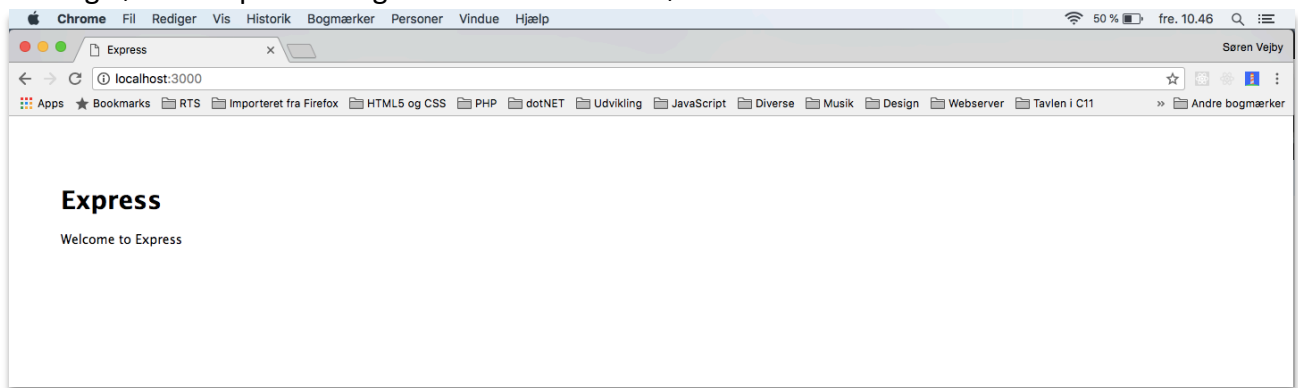 Chrome Fil Rediger Vis Historik Bogmærker Personer Vindue Hjælp 50 % fre. 10.46
Express Søren Vejby
localhost:3000
Apps Bookmarks RTS Importeret fra Firefox HTML5 og CSS PHP dotNET Udvikling JavaScript Diverse Musik Design Webserver Tavlen i C11 » Andre bogmærker
Express
Welcome to Express